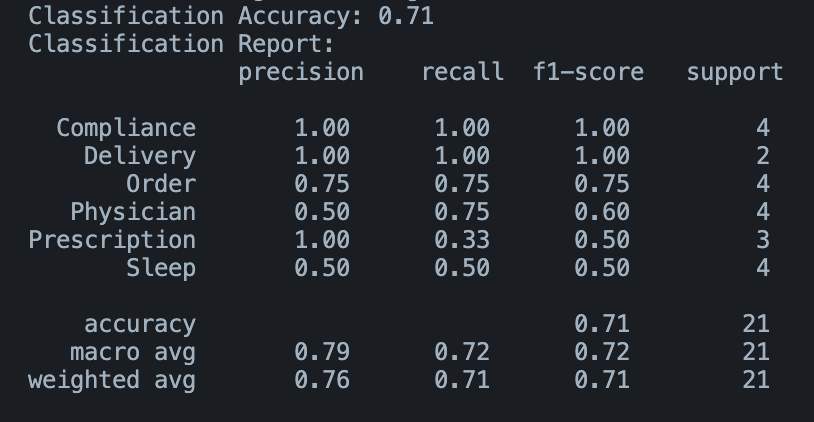 Classification Accuracy: 0.71
Classification Report:
precision recall f1-score support
Compliance 1.00 1.00 1.00 4
Delivery 1.00 1.00 1.00 2
Order 0.75 0.75 0.75 4
Physician 0.50 0.75 0.60 4
Prescription 1.00 0.33 0.50 3
Sleep 0.50 0.50 0.50 4
accuracy 0.71 21
macro avg 0.79 0.72 0.72 21
weighted avg 0.76 0.71 0.71 21